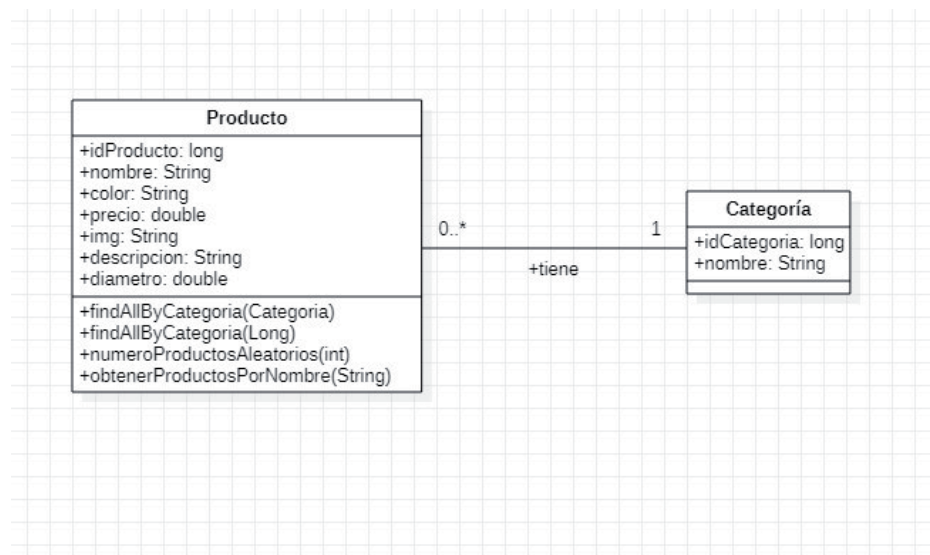 Producto
+idProducto: long
+nombre: String
+color: String
+precio: double
+img: String
+descripcion: String
+diametro: double
+findAllByCategoria(Categoria)
+findAllByCategoria(Long)
+numeroProductosAleatorios(int)
+obtenerProductosPorNombre(String)
0..*
1
+tiene
Categoría
+idCategoria: long
+nombre: String